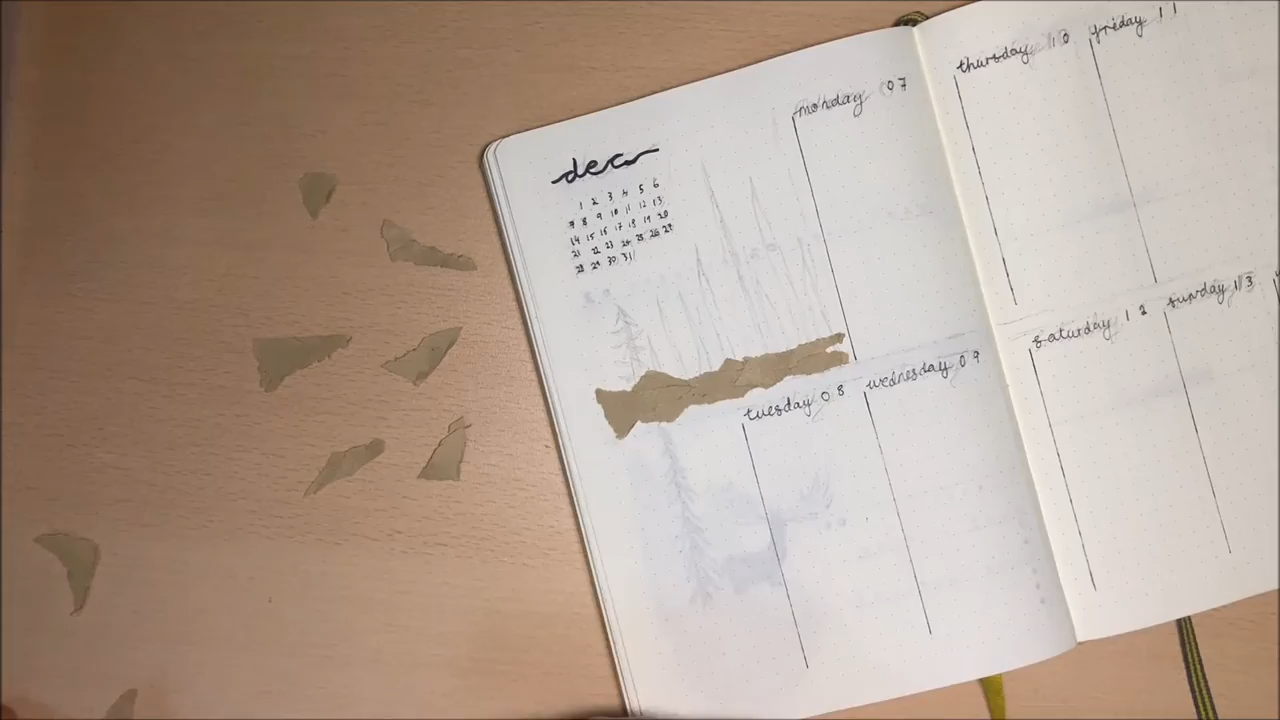 dec
1 2 3 4 5 6
7 8 9 10 11 12 13
14 15 16 17 18 19 20
21 22 23 24 25 26 27
28 29 30 31
monday 07
tuesday 08
wednesday 09
thursday 10
friday 11
saturday 12
sunday 13